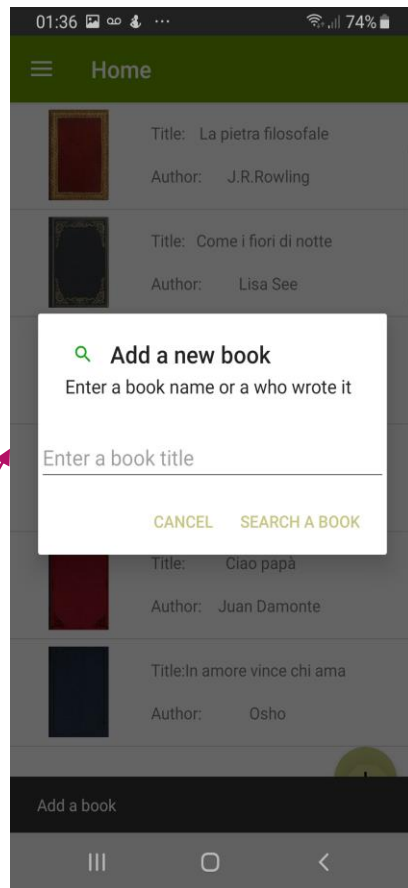 01:36 74%
Home
Title: La pietra filosofale
Author: J.R.Rowling
Title: Come i fiori di notte
Author: Lisa See
Add a new book
Enter a book name or a who wrote it
Enter a book title
CANCEL SEARCH A BOOK
Title: Ciao papà
Author: Juan Damonte
Title:In amore vince chi ama
Author: Osho
Add a book